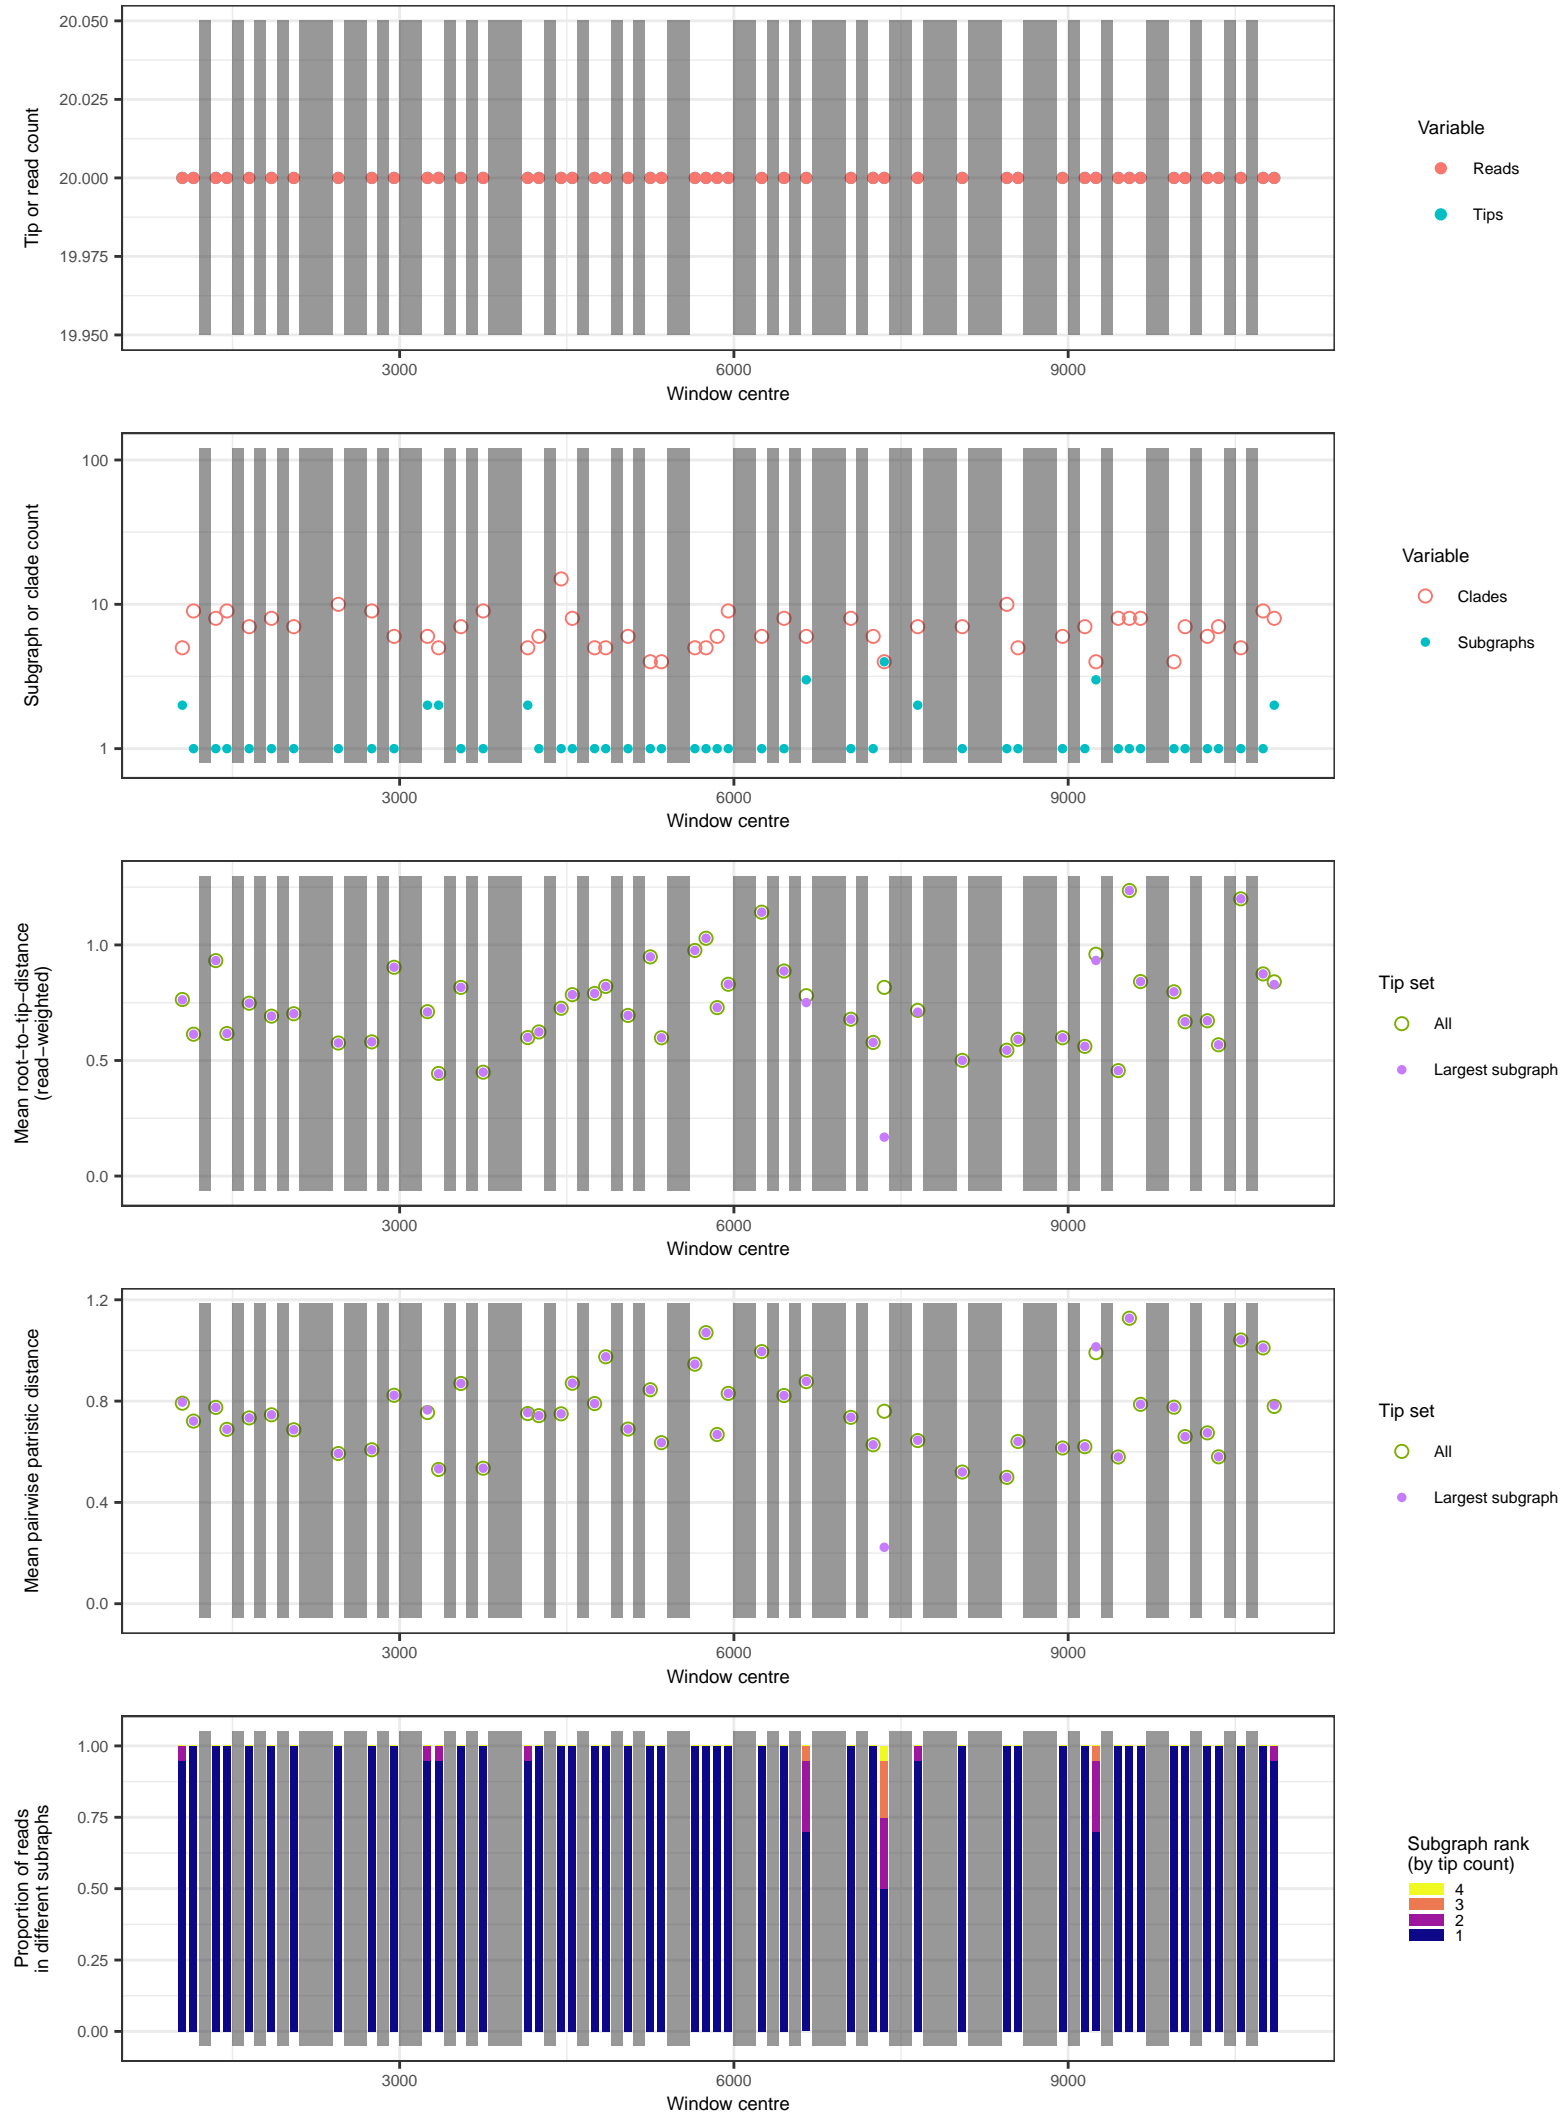 20.050
20.025
20.000
19.975
19.950
Tip or read count
3000 6000 9000
Window centre
Variable
Reads
Tips
100
10
1
Subgraph or clade count
3000 6000 9000
Window centre
Variable
Clades
Subgraphs
1.0
0.5
0.0
Mean root−to−tip−distance
(read−weighted)
3000 6000 9000
Window centre
Tip set
All
Largest subgraph
1.2
0.8
0.4
0.0
Mean pairwise patristic distance
3000 6000 9000
Window centre
Tip set
All
Largest subgraph
1.00
0.75
0.50
0.25
0.00
Proportion of reads
in different subraphs
3000 6000 9000
Window centre
Subgraph rank
(by tip count)
4
3
2
1